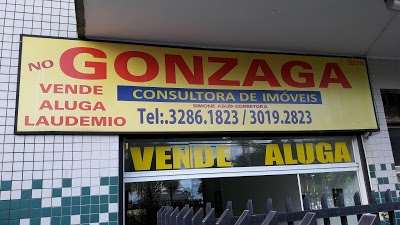 NO GONZAGA
VENDE
ALUGA
LAUDEMIO
CONSULTORA DE IMÓVEIS
Tel:.3286.1823 / 3019.2823
VENDE ALUGA